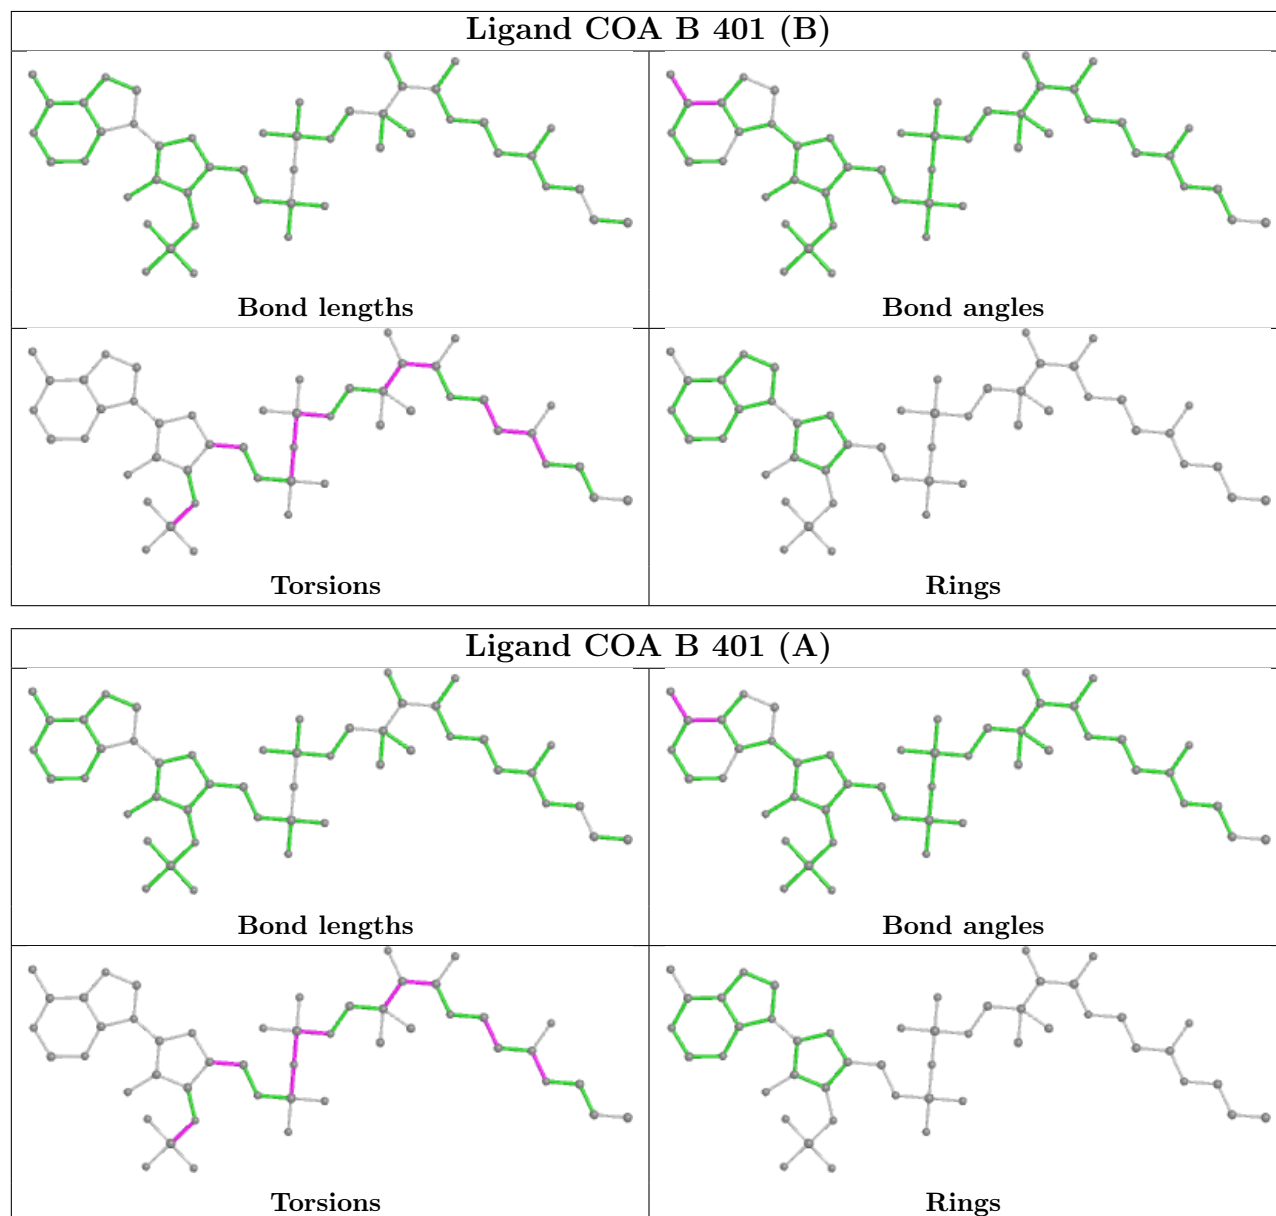 Ligand COA B 401 (B)
Bond lengths
Bond angles
Torsions
Rings
Ligand COA B 401 (A)
Bond lengths
Bond angles
Torsions
Rings